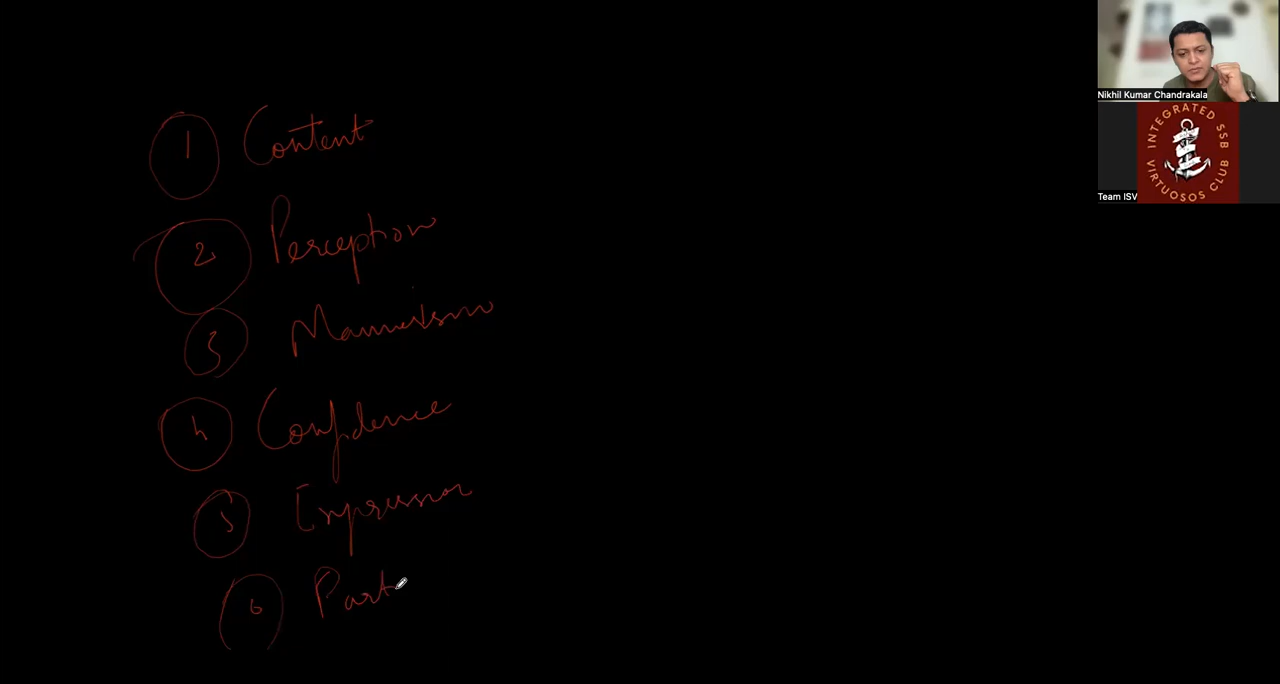 1 Content
2 Perception
3 Mannerism
4 Confidence
5 Expression
6 Part
Nikhil Kumar Chandrakala
INTEGRATED SSB
VIRTUOSOS CLUB
Team ISV